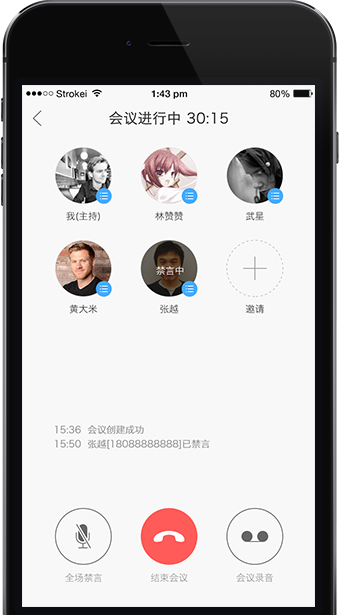 Strokei 1:43 pm 80%
会议进行中 30:15
我(主持) 林赞赞 武星
禁言中
黄大米 张越 邀请
15:36 会议创建成功
15:50 张越[18088888888]已禁言
全场禁言 结束会议 会议录音